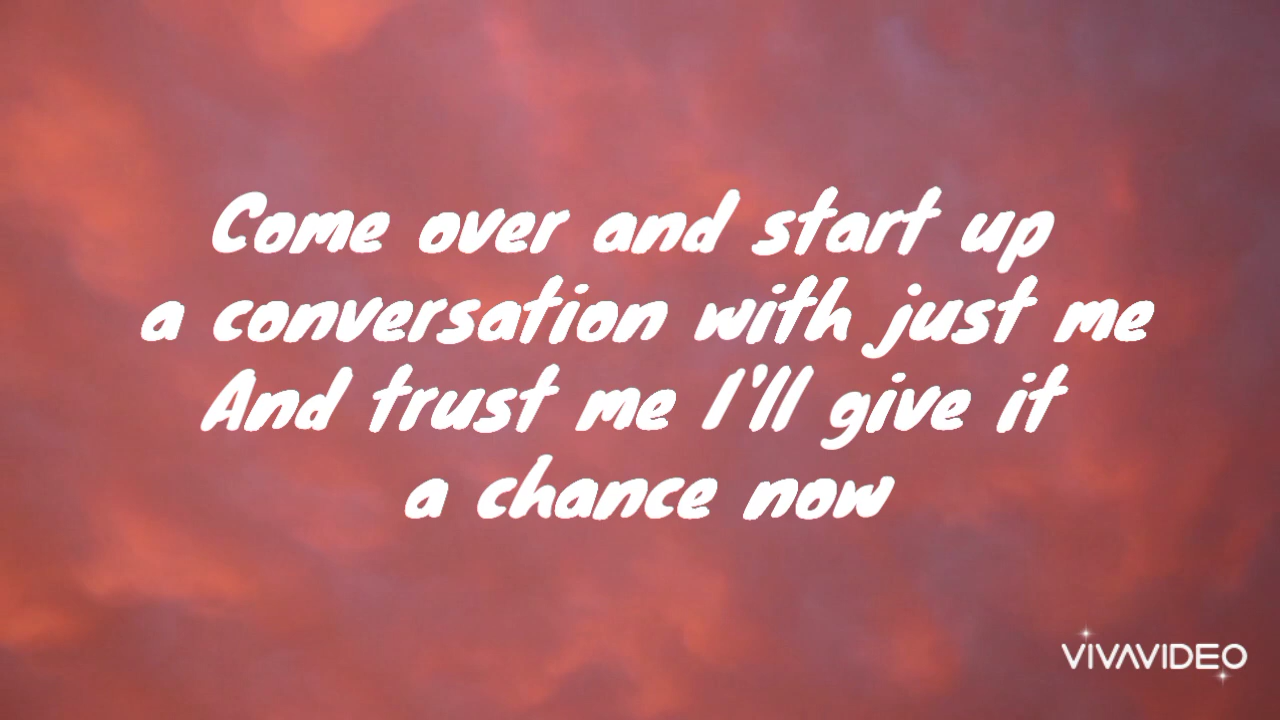 Come over and start up
a conversation with just me
And trust me I'll give it
a chance now
VIVAVIDEO